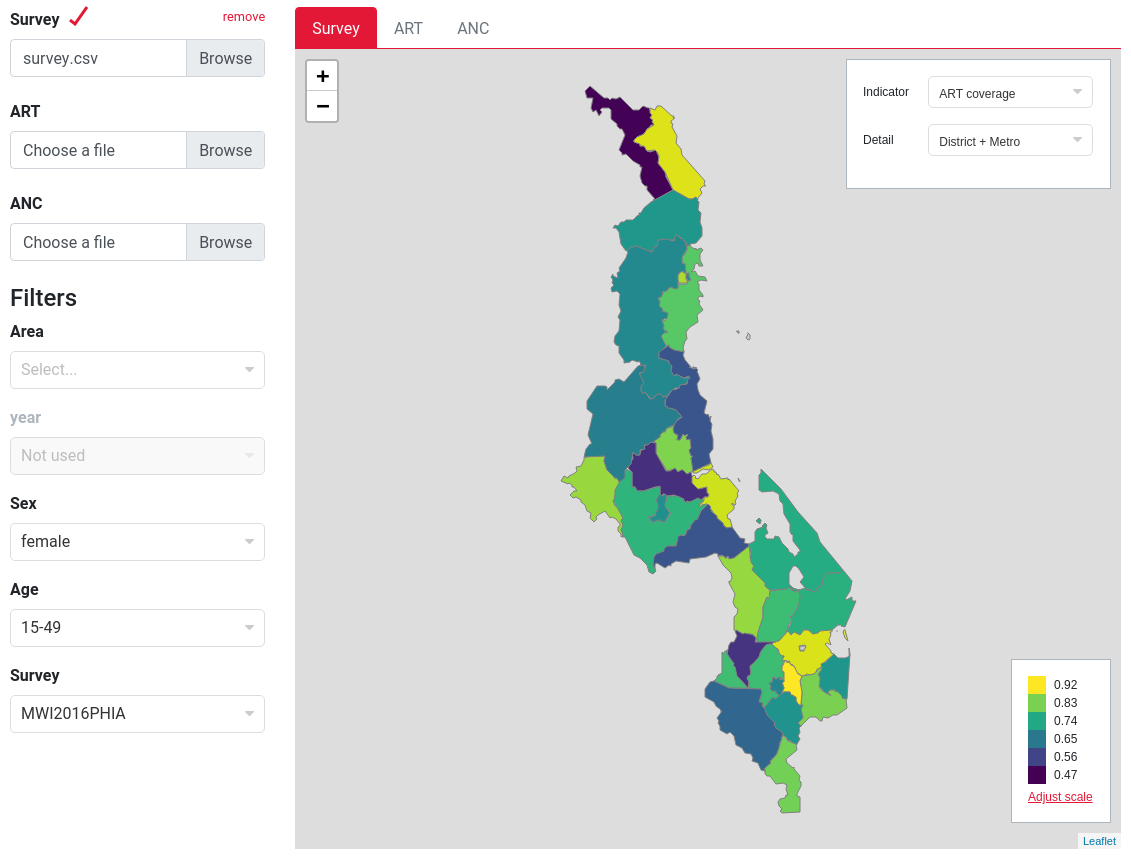 Survey
remove
survey.csv
Browse
ART
Choose a file
Browse
ANC
Choose a file
Browse
Filters
Area
Select...
year
Not used
Sex
female
Age
15-49
Survey
MWI2016PHIA
Survey
ART
ANC
+
−
Indicator
ART coverage
Detail
District + Metro
0.92
0.83
0.74
0.65
0.56
0.47
Adjust scale
Leaflet